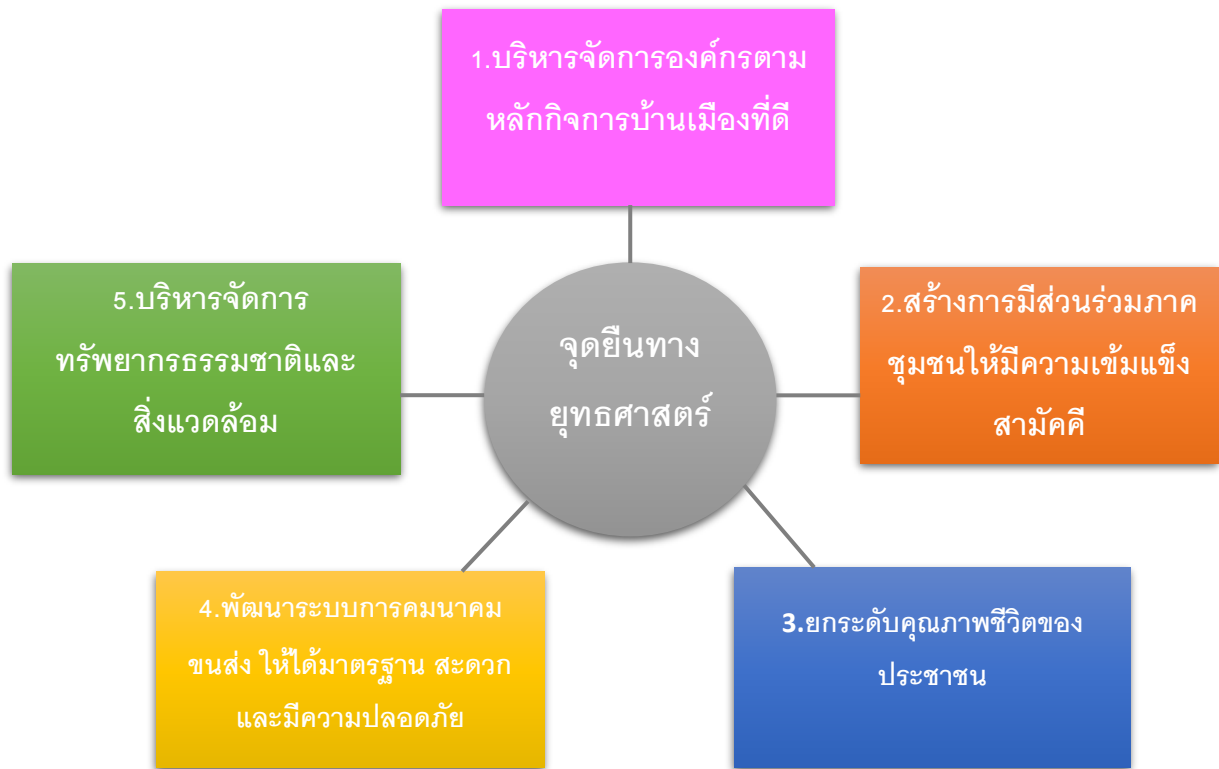 1.บริหารจัดการองค์กรตาม
หลักกิจการบ้านเมืองที่ดี
5.บริหารจัดการ
ทรัพยากรธรรมชาติและ
สิ่งแวดล้อม
จุดยืนทาง
ยุทธศาสตร์
2.สร้างการมีส่วนร่วมภาค
ชุมชนให้มีความเข้มแข็ง
สามัคคี
4.พัฒนาระบบการคมนาคม
ขนส่ง ให้ได้มาตรฐาน สะดวก
และมีความปลอดภัย
3.ยกระดับคุณภาพชีวิตของ
ประชาชน